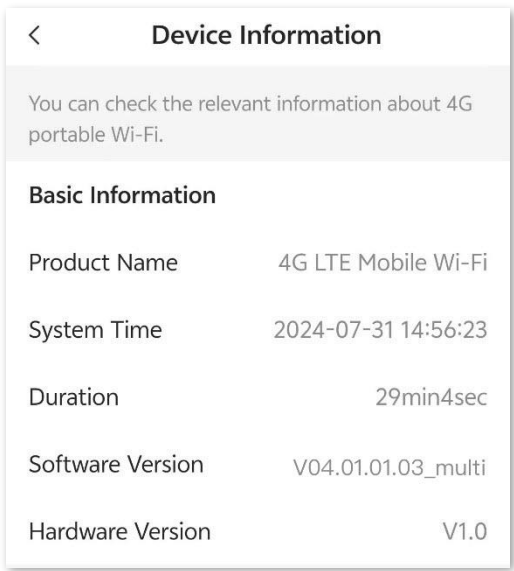 Device Information
You can check the relevant information about 4G
portable Wi-Fi.
Basic Information
Product Name 4G LTE Mobile Wi-Fi
System Time 2024-07-31 14:56:23
Duration 29min4sec
Software Version V04.01.01.03_multi
Hardware Version V1.0